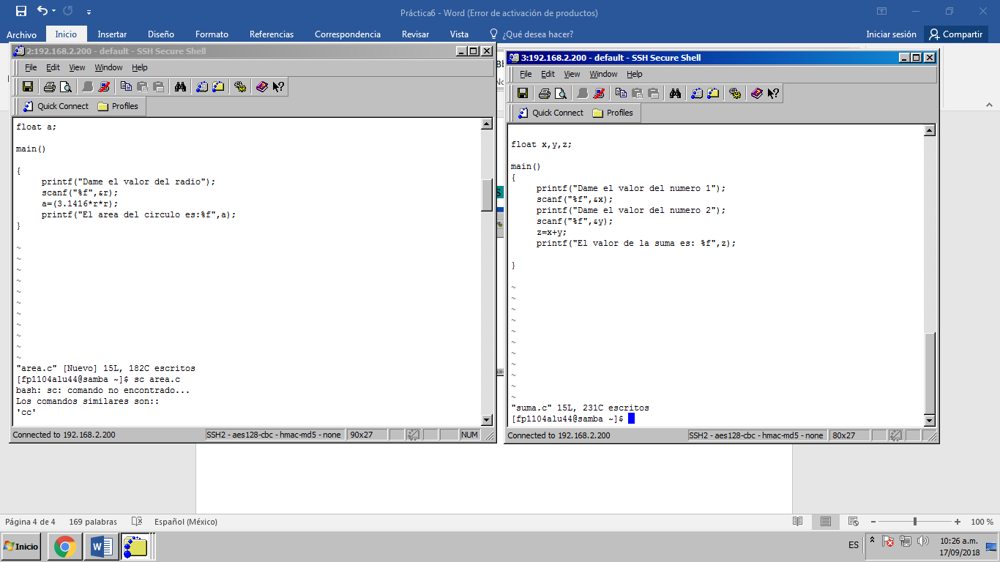 Práctica6 - Word (Error de activación de productos)
Archivo Inicio Insertar Diseño Formato Referencias Correspondencia Revisar Vista ¿Qué desea hacer? Iniciar sesión Compartir
2:192.168.2.200 - default - SSH Secure Shell
File Edit View Window Help
Quick Connect Profiles
float a;
main()
{
printf("Dame el valor del radio");
scanf("%f",&r);
a=(3.1416*r*r);
printf("El area del circulo es:%f",a);
}
~
~
~
~
~
~
~
~
~
~
~
"area.c" [Nuevo] 15L, 182C escritos
[fp1104alu44@samba ~]$ sc area.c
bash: sc: comando no encontrado...
Los comandos similares son::
'cc'
Connected to 192.168.2.200 SSH2 - aes128-cbc - hmac-md5 - none 90x27 NUM
3:192.168.2.200 - default - SSH Secure Shell
File Edit View Window Help
Quick Connect Profiles
float x,y,z;
main()
{
printf("Dame el valor del numero 1");
scanf("%f",&x);
printf("Dame el valor del numero 2");
scanf("%f",&y);
z=x+y;
printf("El valor de la suma es: %f",z);
}
~
~
~
~
~
~
~
~
~
~
~
"suma.c" 15L, 231C escritos
[fp1104alu44@samba ~]$
Connected to 192.168.2.200 SSH2 - aes128-cbc - hmac-md5 - none 80x27
Página 4 de 4 169 palabras Español (México) 100 %
Inicio ES 10:26 a.m.
17/09/2018